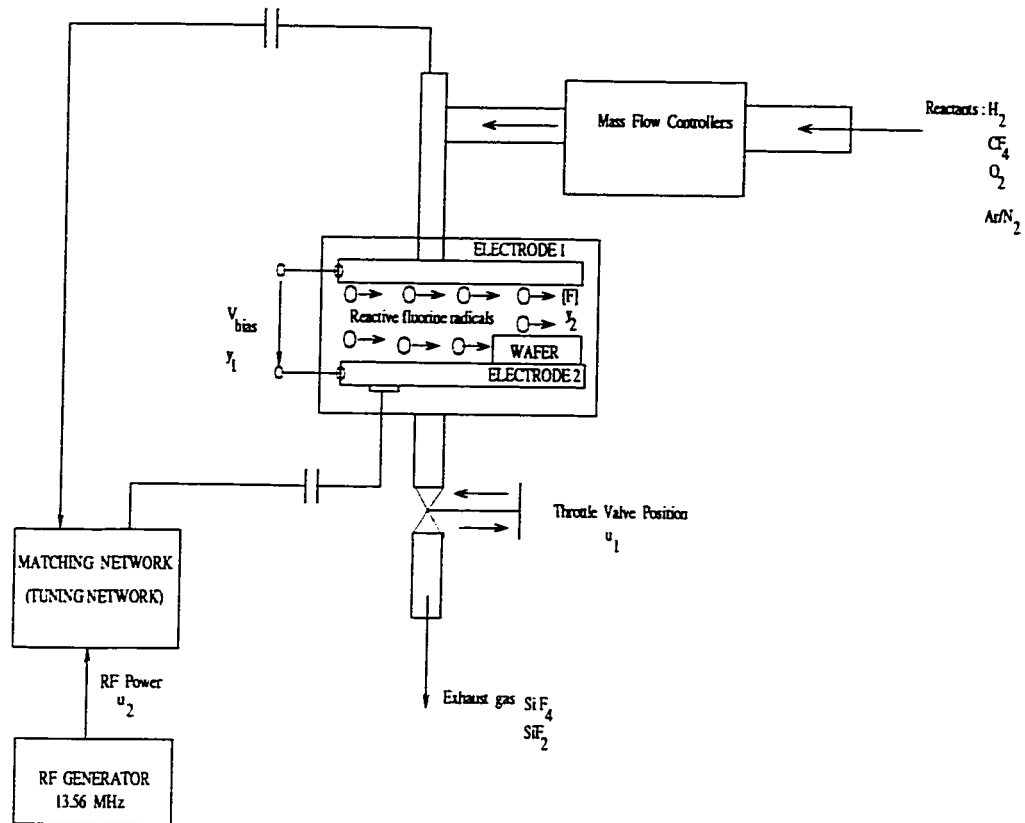 Reactants : H2
CF4
O2
Ar/N2
Mass Flow Controllers
ELECTRODE 1
[F]
y2
Reactive fluorine radicals
Vbias
y1
WAFER
ELECTRODE 2
Throttle Valve Position
u1
MATCHING NETWORK
(TUNING NETWORK)
RF Power
u2
Exhaust gas SiF4
SiF2
RF GENERATOR
13.56 MHz